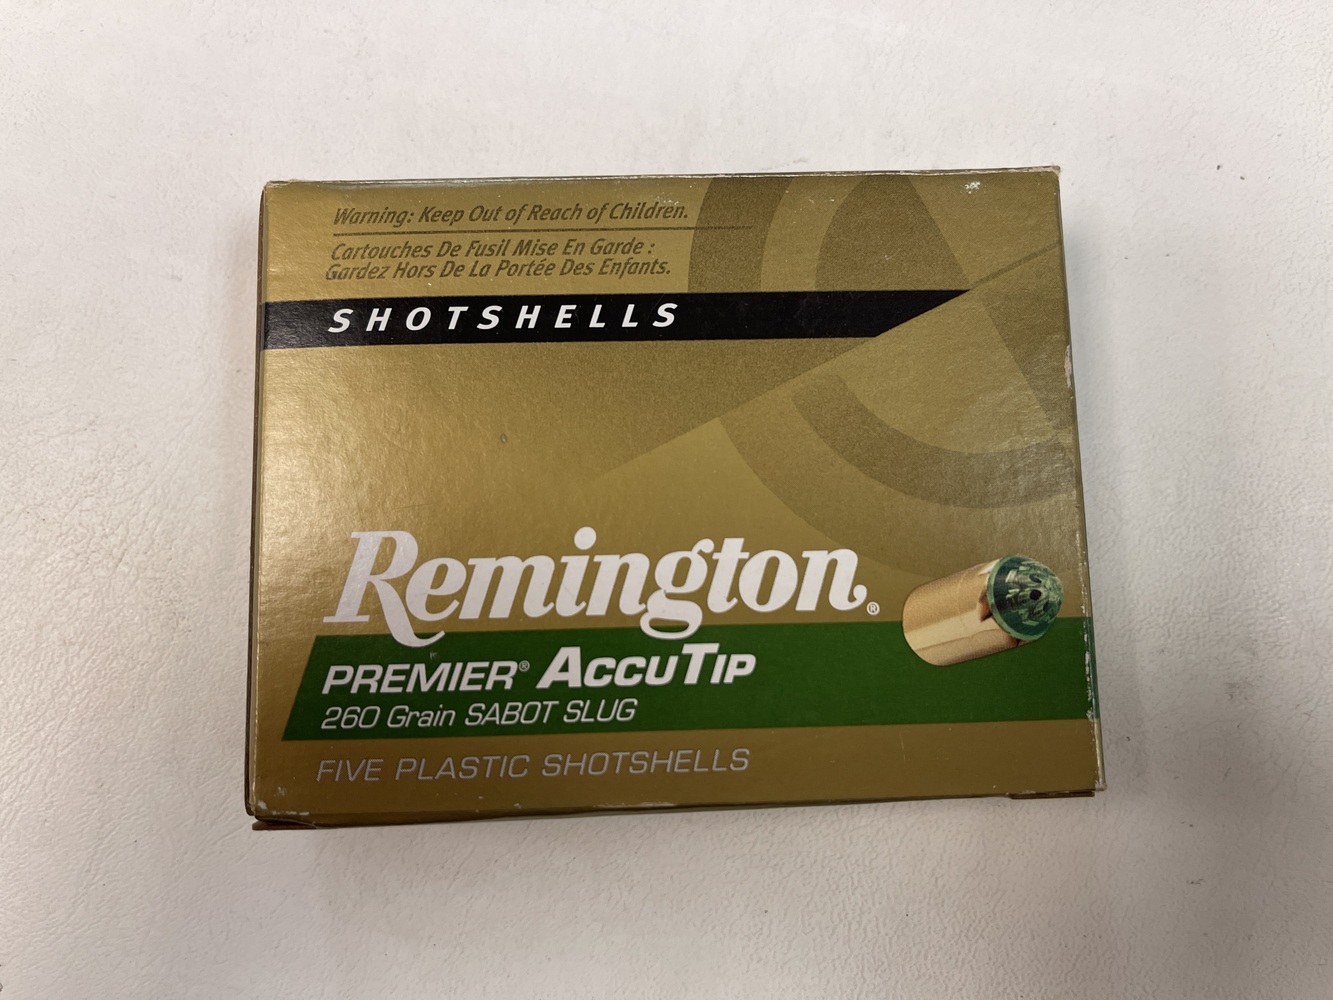 Warning: Keep Out of Reach of Children.
Cartouches De Fusil Mise En Garde :
Gardez Hors De La Portée Des Enfants.
SHOTSHELLS
Remington®
PREMIER® ACCUTIP
260 Grain SABOT SLUG
FIVE PLASTIC SHOTSHELLS